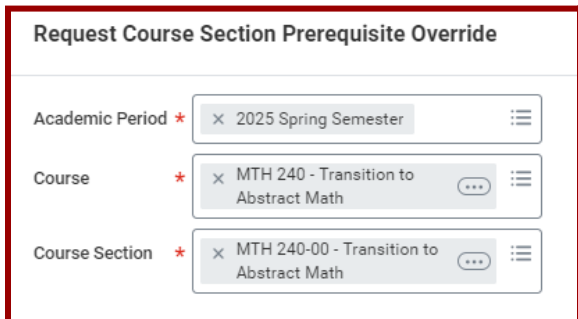 Request Course Section Prerequisite Override
Academic Period * × 2025 Spring Semester
Course * × MTH 240 - Transition to
Abstract Math
Course Section * × MTH 240-00 - Transition to
Abstract Math